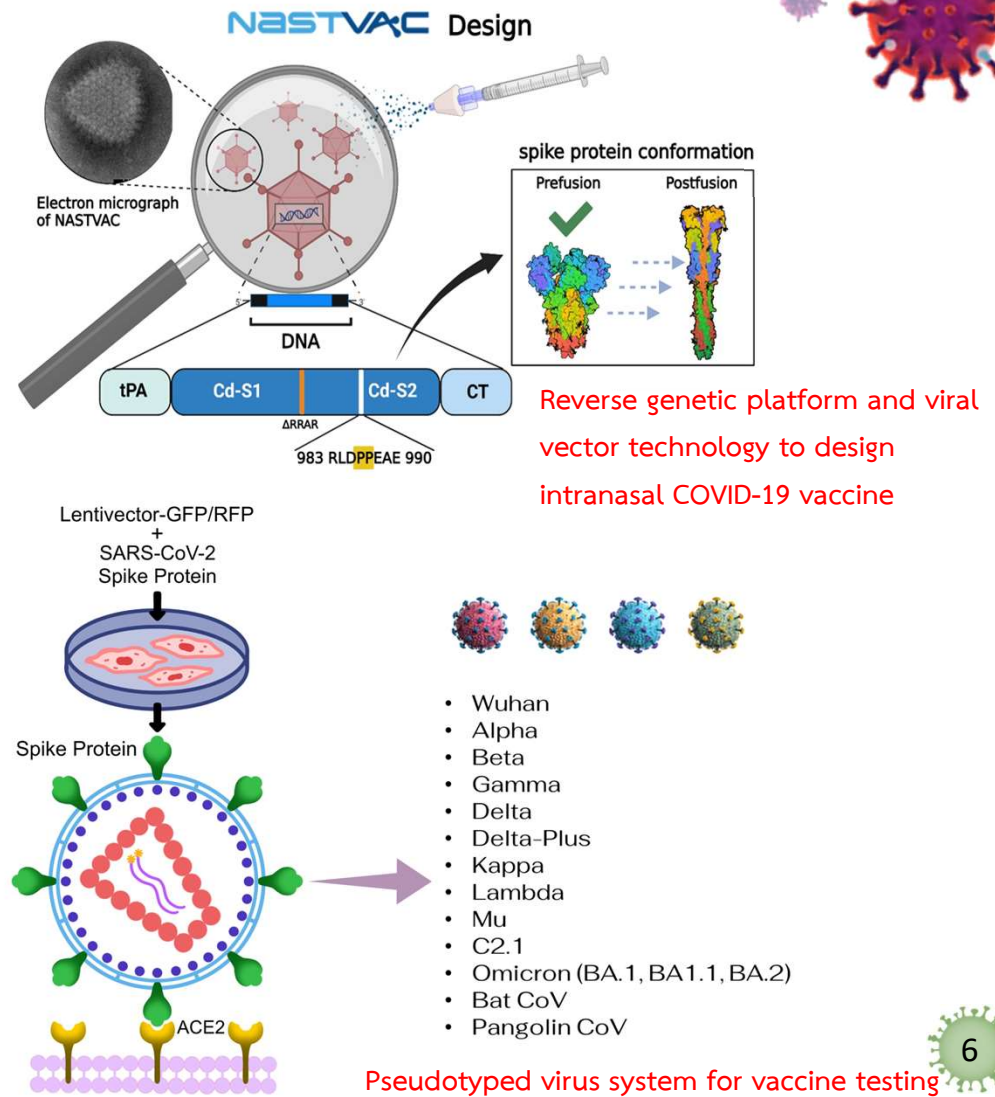 NASTVAC Design
Electron micrograph
of NASTVAC
spike protein conformation
Prefusion
Postfusion
5'
3'
DNA
tPA
Cd-S1
Cd-S2
CT
ΔRRAR
983 RLDPPEAE 990
Reverse genetic platform and viral
vector technology to design
intranasal COVID-19 vaccine
Lentivector-GFP/RFP
+
SARS-CoV-2
Spike Protein
Spike Protein
ACE2
• Wuhan
• Alpha
• Beta
• Gamma
• Delta
• Delta-Plus
• Kappa
• Lambda
• Mu
• C2.1
• Omicron (BA.1, BA1.1, BA.2)
• Bat CoV
• Pangolin CoV
Pseudotyped virus system for vaccine testing
6